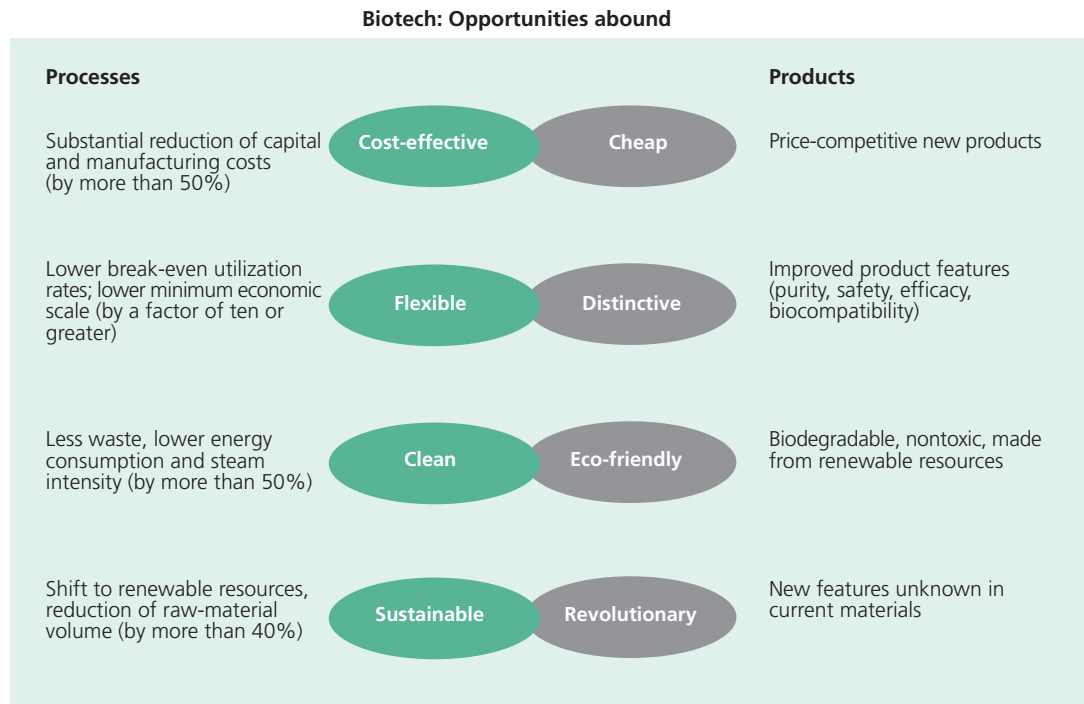 Biotech: Opportunities abound
Processes
Products
Substantial reduction of capital
and manufacturing costs
(by more than 50%)
Cost-effective
Cheap
Price-competitive new products
Lower break-even utilization
rates; lower minimum economic
scale (by a factor of ten or
greater)
Flexible
Distinctive
Improved product features
(purity, safety, efficacy,
biocompatibility)
Less waste, lower energy
consumption and steam
intensity (by more than 50%)
Clean
Eco-friendly
Biodegradable, nontoxic, made
from renewable resources
Shift to renewable resources,
reduction of raw-material
volume (by more than 40%)
Sustainable
Revolutionary
New features unknown in
current materials